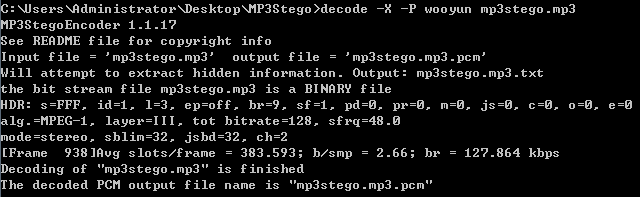 C:\Users\Administrator\Desktop\MP3Stego>decode -X -P wooyun mp3stego.mp3
MP3StegoEncoder 1.1.17
See README file for copyright info
Input file = 'mp3stego.mp3'  output file = 'mp3stego.mp3.pcm'
Will attempt to extract hidden information. Output: mp3stego.mp3.txt
the bit stream file mp3stego.mp3 is a BINARY file
HDR: s=FFF, id=1, l=3, ep=off, br=9, sf=1, pd=0, pr=0, m=0, js=0, c=0, o=0, e=0
alg.=MPEG-1, layer=III, tot bitrate=128, sfrq=48.0
mode=stereo, sblim=32, jsbd=32, ch=2
[Frame  938]Avg slots/frame = 383.593; b/smp = 2.66; br = 127.864 kbps
Decoding of "mp3stego.mp3" is finished
The decoded PCM output file name is "mp3stego.mp3.pcm"